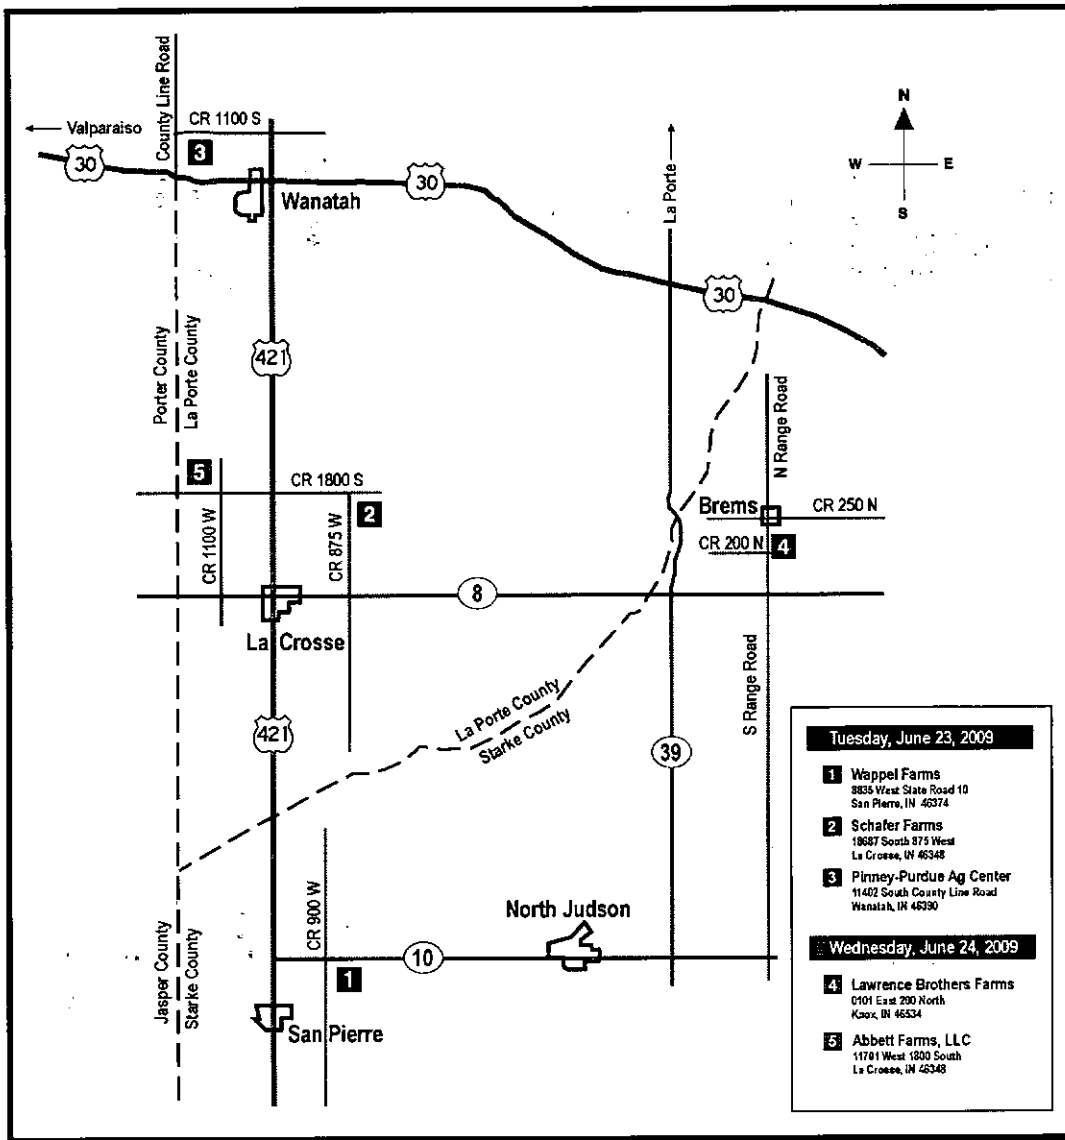 County Line Road
CR 1100 S
← Valparaiso
3
30
30
Wanatah
La Porte
N
W E
S
30
421
Porter County
La Porte County
N Range Road
5
CR 1800 S
2
CR 1100 W
CR 875 W
Brems
CR 250 N
CR 200 N
4
8
La Crosse
S Range Road
La Porte County
Starke County
421
39
CR 900 W
North Judson
10
1
Jasper County
Starke County
San Pierre
Tuesday, June 23, 2009
1 Wappel Farms
8835 West State Road 10
San Pierre, IN 46374
2 Schafer Farms
18687 South 875 West
La Crosse, IN 46348
3 Pinney-Purdue Ag Center
11402 South County Line Road
Wanatah, IN 46390
Wednesday, June 24, 2009
4 Lawrence Brothers Farms
0101 East 200 North
Knox, IN 46534
5 Abbett Farms, LLC
11701 West 1800 South
La Crosse, IN 46348